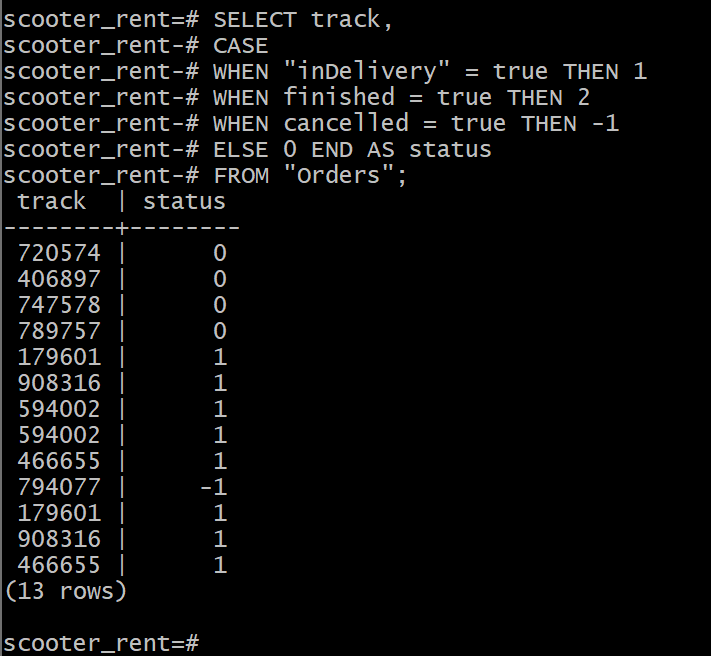 scooter_rent=# SELECT track,
scooter_rent-# CASE
scooter_rent-# WHEN "inDelivery" = true THEN 1
scooter_rent-# WHEN finished = true THEN 2
scooter_rent-# WHEN cancelled = true THEN -1
scooter_rent-# ELSE 0 END AS status
scooter_rent-# FROM "Orders";
 track  | status
--------+--------
 720574 |      0
 406897 |      0
 747578 |      0
 789757 |      0
 179601 |      1
 908316 |      1
 594002 |      1
 594002 |      1
 466655 |      1
 794077 |     -1
 179601 |      1
 908316 |      1
 466655 |      1
(13 rows)
scooter_rent=#